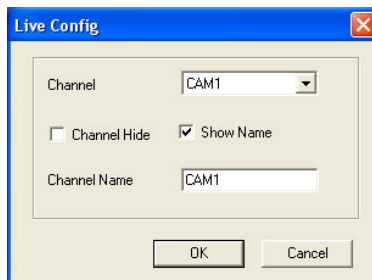 Live Config
Channel CAM1
Channel Hide Show Name
Channel Name CAM1
OK Cancel